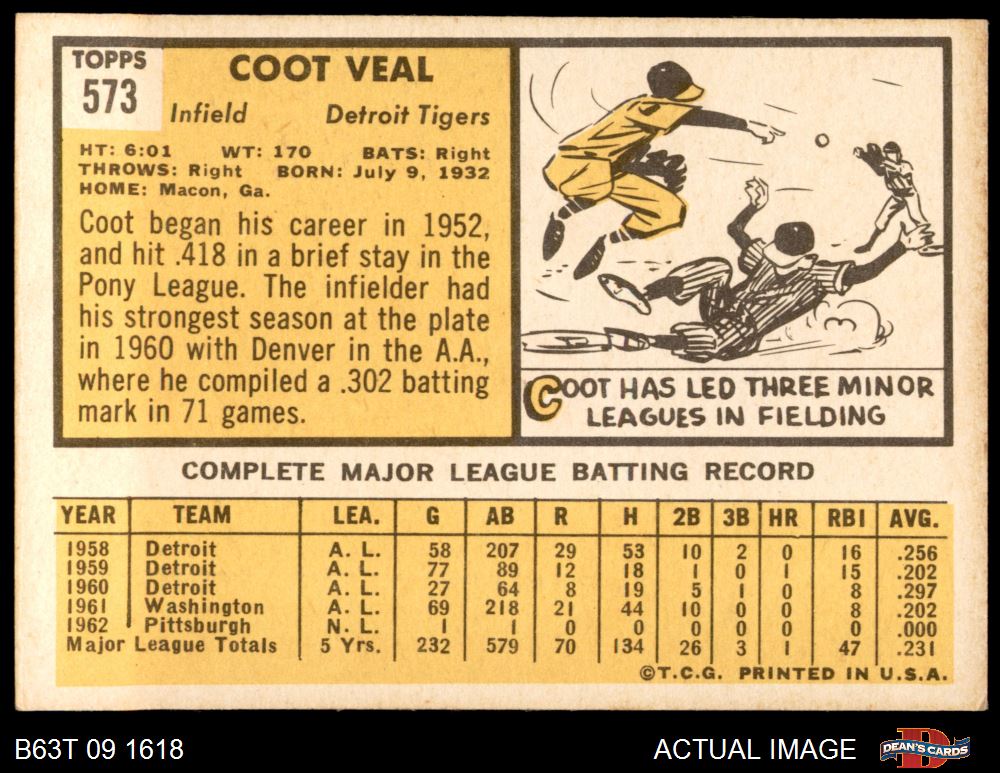 TOPPS
573
COOT VEAL
Infield Detroit Tigers
HT: 6:01 WT: 170 BATS: Right
THROWS: Right BORN: July 9, 1932
HOME: Macon, Ga.
Coot began his career in 1952,
and hit .418 in a brief stay in the
Pony League. The infielder had
his strongest season at the plate
in 1960 with Denver in the A.A.,
where he compiled a .302 batting
mark in 71 games.
COOT HAS LED THREE MINOR
LEAGUES IN FIELDING
COMPLETE MAJOR LEAGUE BATTING RECORD
YEAR TEAM LEA. G AB R H 2B 3B HR RBI AVG.
1958 Detroit A. L. 58 207 29 53 10 2 0 16 .256
1959 Detroit A. L. 77 89 12 18 1 0 1 15 .202
1960 Detroit A. L. 27 64 8 19 5 1 0 8 .297
1961 Washington A. L. 69 218 21 44 10 0 0 8 .202
1962 Pittsburgh N. L. 1 1 0 0 0 0 0 0 .000
Major League Totals 5 Yrs. 232 579 70 134 26 3 1 47 .231
©T.C.G. PRINTED IN U.S.A.
B63T 09 1618 ACTUAL IMAGE DEAN'S CARDS